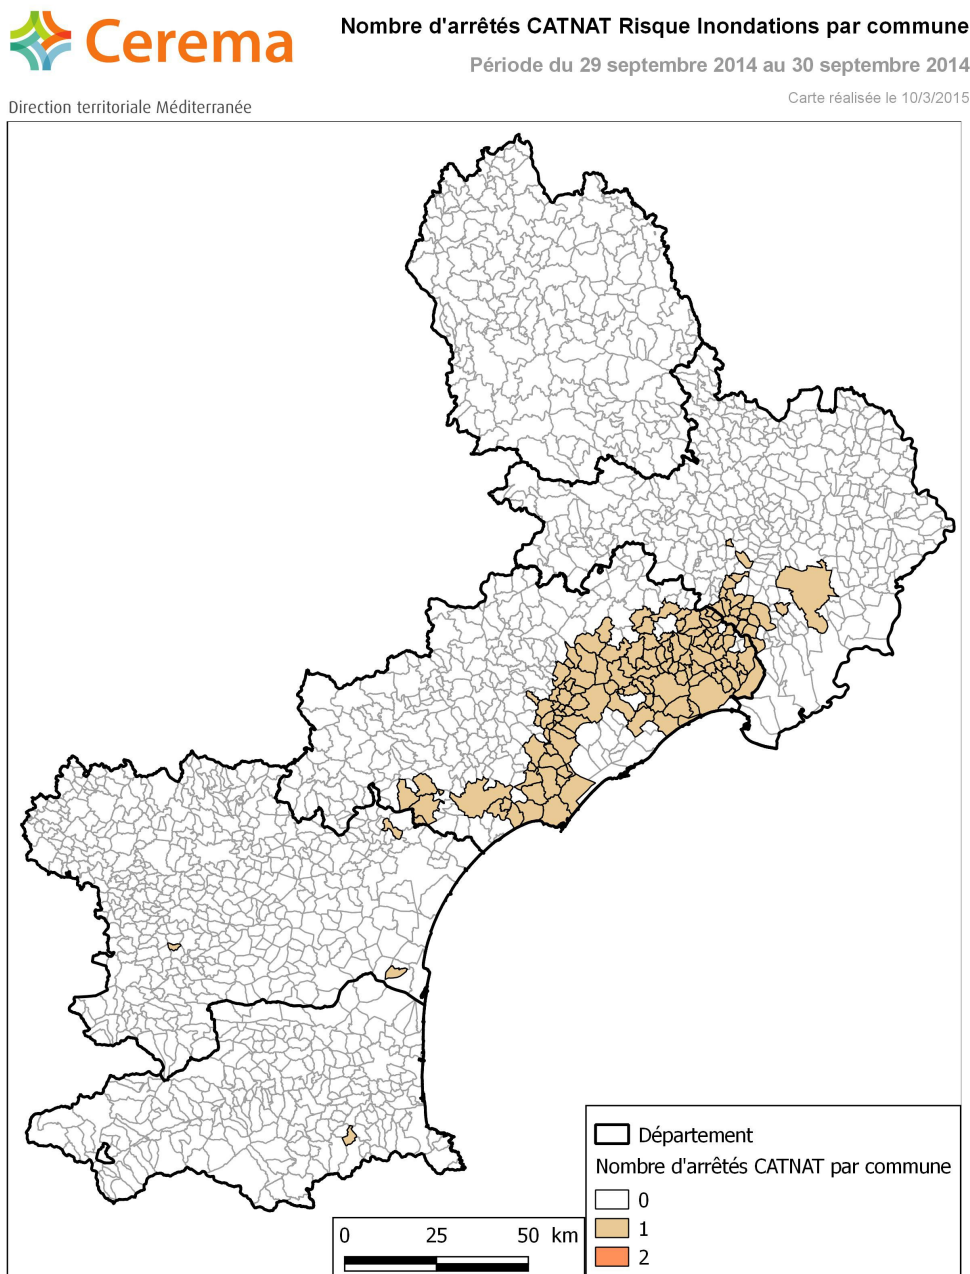 Cerema
Nombre d'arrêtés CATNAT Risque Inondations par commune
Période du 29 septembre 2014 au 30 septembre 2014
Carte réalisée le 10/3/2015
Direction territoriale Méditerranée
Département
Nombre d'arrêtés CATNAT par commune
0
1
2
0 25 50 km